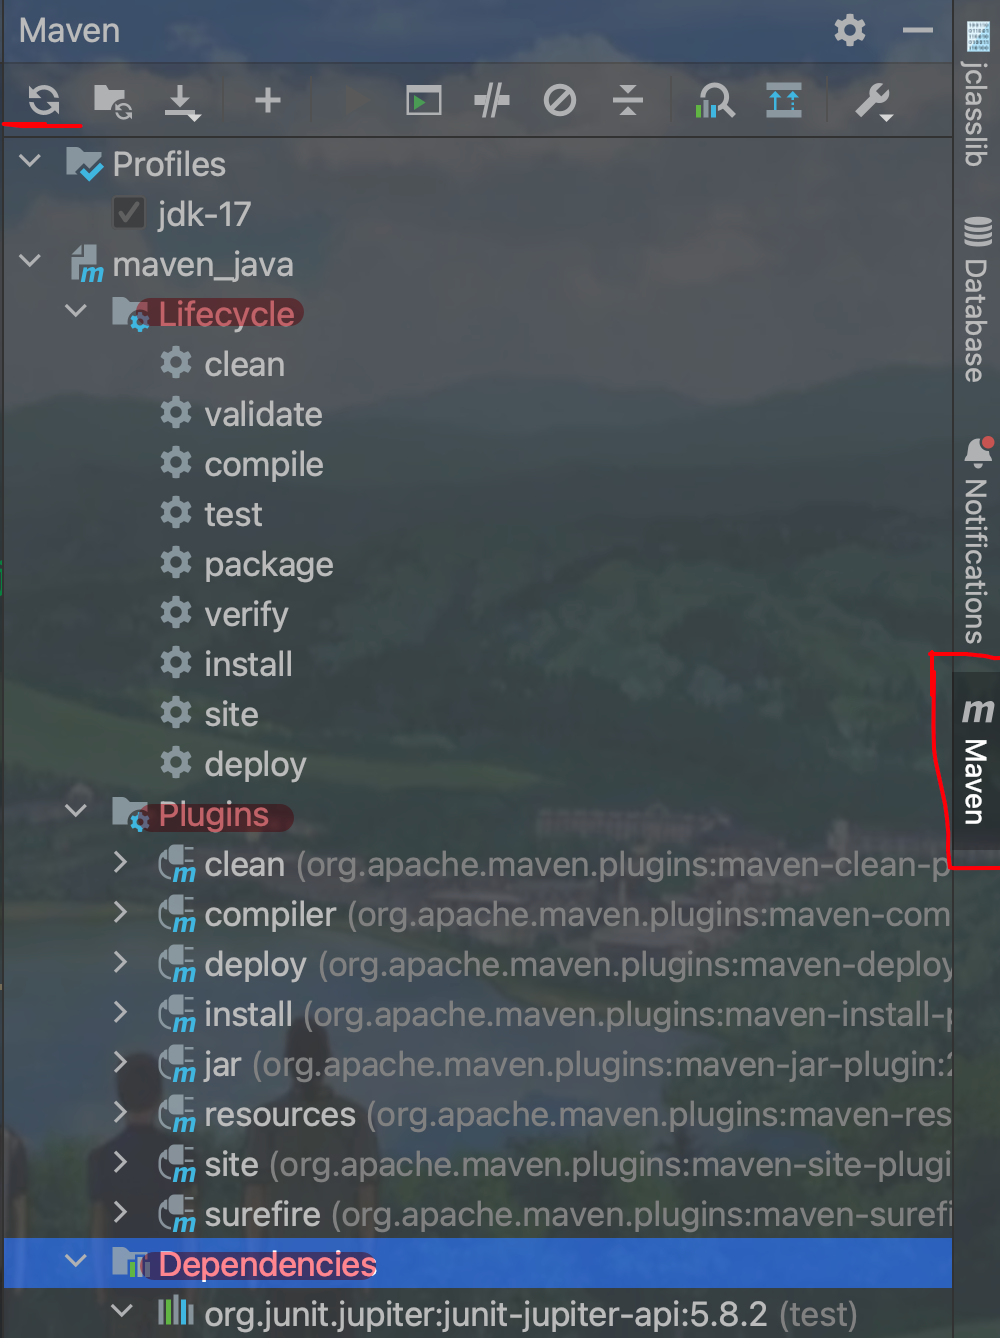 Maven
Profiles
jdk-17
maven_java
Lifecycle
clean
validate
compile
test
package
verify
install
site
deploy
Plugins
clean (org.apache.maven.plugins:maven-clean-p
compiler (org.apache.maven.plugins:maven-com
deploy (org.apache.maven.plugins:maven-deploy
install (org.apache.maven.plugins:maven-install-p
jar (org.apache.maven.plugins:maven-jar-plugin:2
resources (org.apache.maven.plugins:maven-res
site (org.apache.maven.plugins:maven-site-plugi
surefire (org.apache.maven.plugins:maven-surefi
Dependencies
org.junit.jupiter:junit-jupiter-api:5.8.2 (test)
jclasslib
Database
Notifications
m
Maven